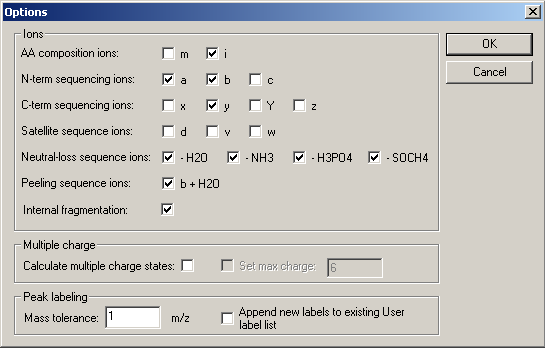 Options
Ions
AA composition ions: m i
N-term sequencing ions: a b c
C-term sequencing ions: x y Y z
Satellite sequence ions: d v w
Neutral-loss sequence ions: - H2O - NH3 - H3PO4 - SOCH4
Peeling sequence ions: b + H2O
Internal fragmentation:
OK
Cancel
Multiple charge
Calculate multiple charge states: Set max charge: 6
Peak labeling
Mass tolerance: 1 m/z Append new labels to existing User
label list